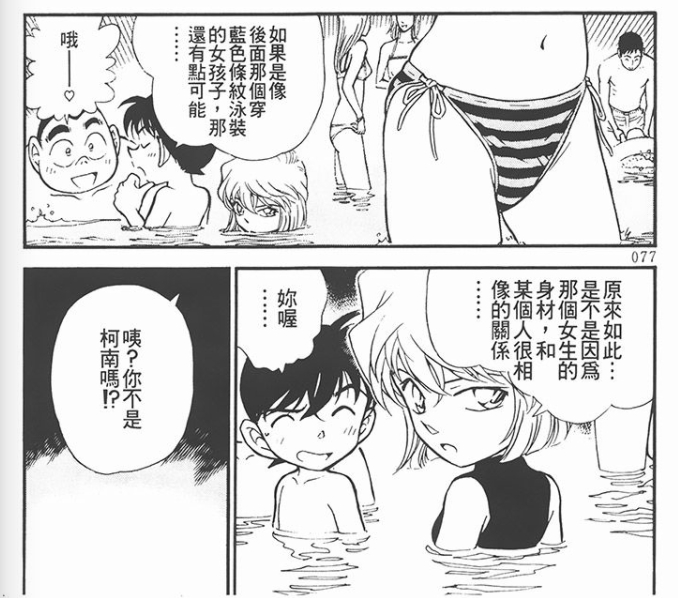 如果是像
後面那個穿
藍色條紋泳裝
的女孩子，那
還有點可能
……
哦——♡
077
原來如此…
是不是因為
那個女生的
身材，和
某個人很相
像的關係
……
妳喔
……
咦？你不是
柯南嗎!?